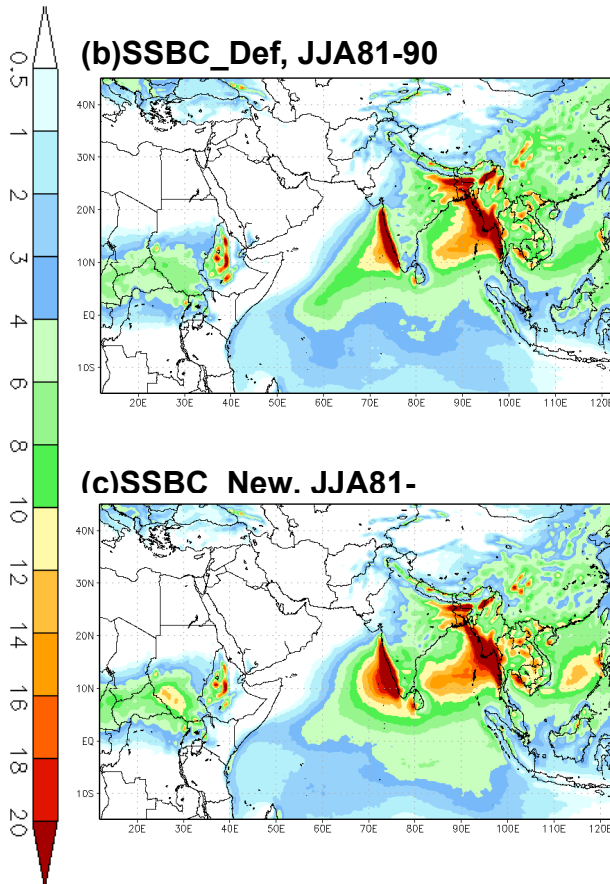 (b)SSBC_Def, JJA81-90
0.5
1
2
3
4
6
8
10
12
14
16
18
20
40N
30N
20N
10N
EQ
10S
20E 30E 40E 50E 60E 70E 80E 90E 100E 110E 120E
(c)SSBC_New, JJA81-
40N
30N
20N
10N
EQ
10S
20E 30E 40E 50E 60E 70E 80E 90E 100E 110E 120E